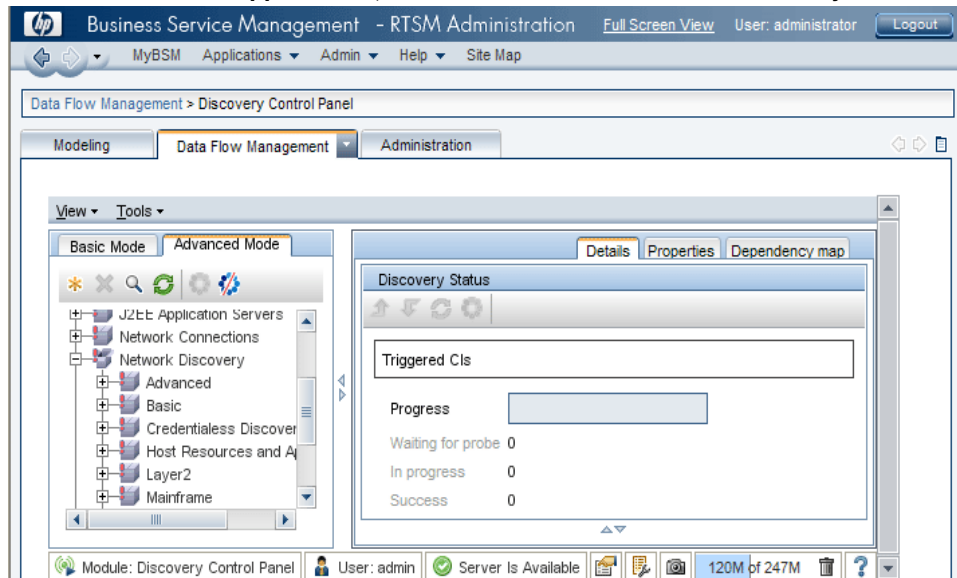 hp Business Service Management - RTSM Administration Full Screen View User: administrator Logout
MyBSM Applications Admin Help Site Map
Data Flow Management > Discovery Control Panel
Modeling Data Flow Management Administration
View Tools
Basic Mode Advanced Mode
Details Properties Dependency map
Discovery Status
J2EE Application Servers
Network Connections
Network Discovery
Advanced
Basic
Credentialess Discover
Host Resources and A
Layer2
Mainframe
Triggered CIs
Progress
Waiting for probe 0
In progress 0
Success 0
Module: Discovery Control Panel User: admin Server Is Available 120M of 247M ?